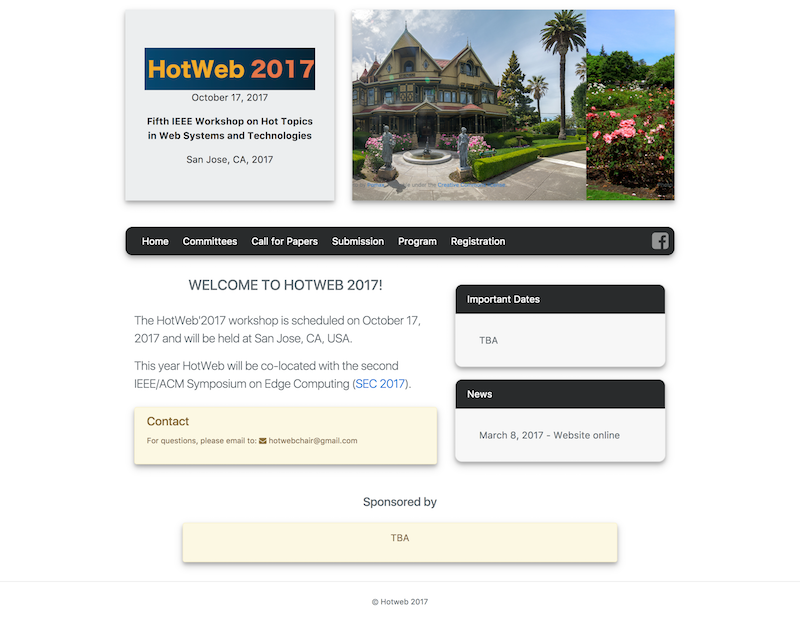 HotWeb 2017
October 17, 2017
Fifth IEEE Workshop on Hot Topics
in Web Systems and Technologies
San Jose, CA, 2017
under the Creative Commons
Home Committees Call for Papers Submission Program Registration
WELCOME TO HOTWEB 2017!
The HotWeb'2017 workshop is scheduled on October 17,
2017 and will be held at San Jose, CA, USA.
This year HotWeb will be co-located with the second
IEEE/ACM Symposium on Edge Computing (SEC 2017).
Contact
For questions, please email to: hotwebchair@gmail.com
Important Dates
TBA
News
March 8, 2017 - Website online
Sponsored by
TBA
© Hotweb 2017